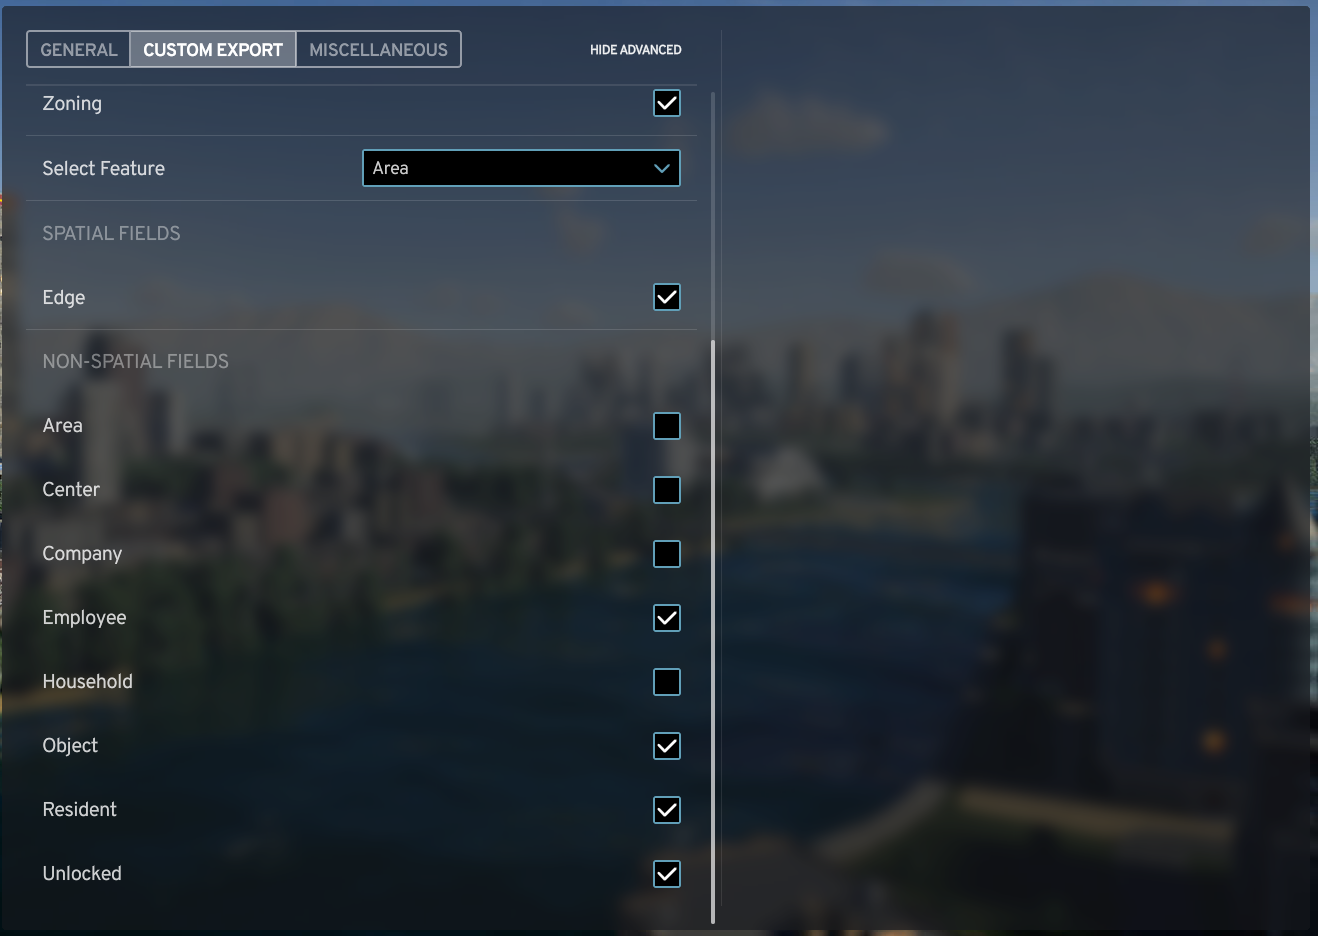 GENERAL CUSTOM EXPORT MISCELLANEOUS HIDE ADVANCED
Zoning
Select Feature Area
SPATIAL FIELDS
Edge
NON-SPATIAL FIELDS
Area
Center
Company
Employee
Household
Object
Resident
Unlocked